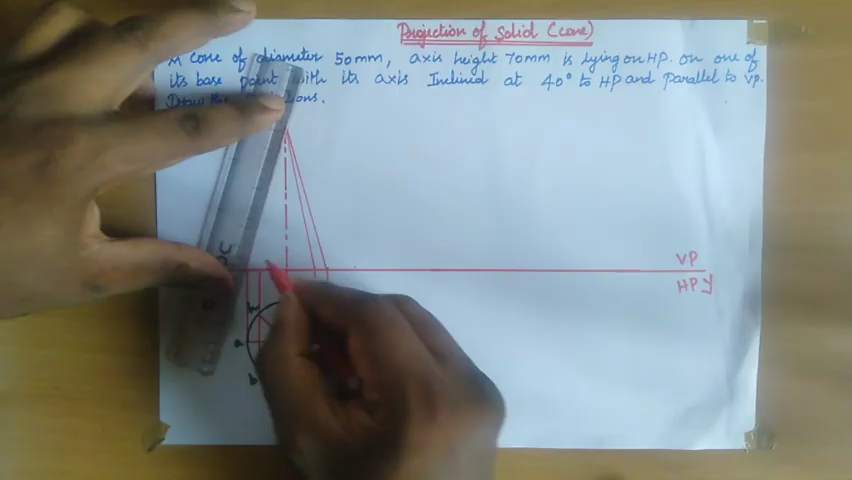 Projection of Solid (cone)
A Cone of diameter 50mm, axis height 70mm is lying on HP. on one of
its base point with its axis Inclined at 40° to HP and parallel to VP.
Draw
VP
HP Y
b
a
b